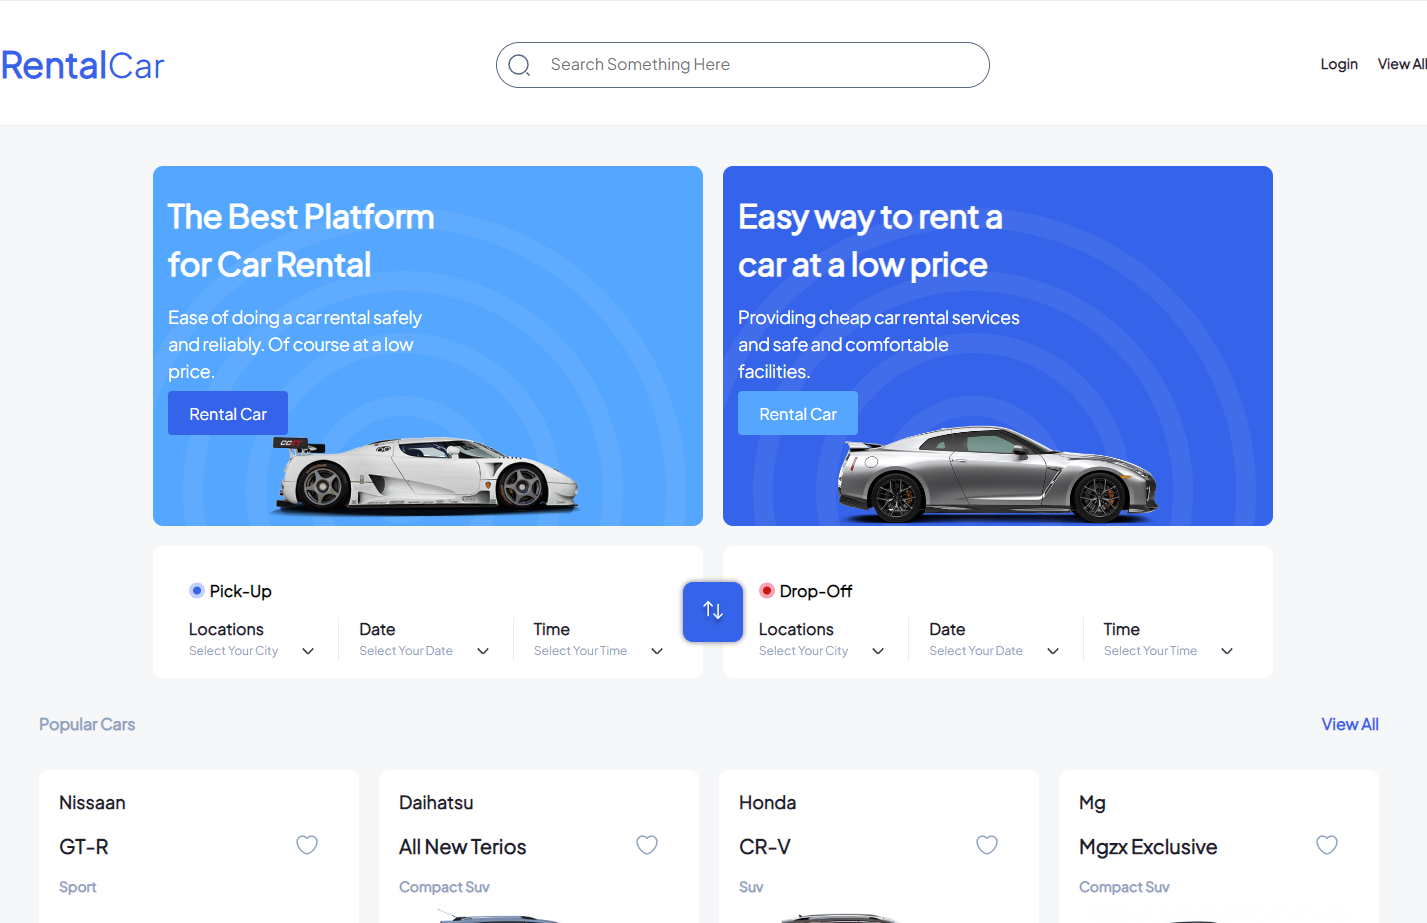 RentalCar
Search Something Here
Login
View All
The Best Platform
for Car Rental
Ease of doing a car rental safely
and reliably. Of course at a low
price.
Rental Car
Easy way to rent a
car at a low price
Providing cheap car rental services
and safe and comfortable
facilities.
Rental Car
Pick-Up
Locations
Select Your City
Date
Select Your Date
Time
Select Your Time
Drop-Off
Locations
Select Your City
Date
Select Your Date
Time
Select Your Time
Popular Cars
View All
Nissaan
GT-R
Sport
Daihatsu
All New Terios
Compact Suv
Honda
CR-V
Suv
Mg
Mgzx Exclusive
Compact Suv